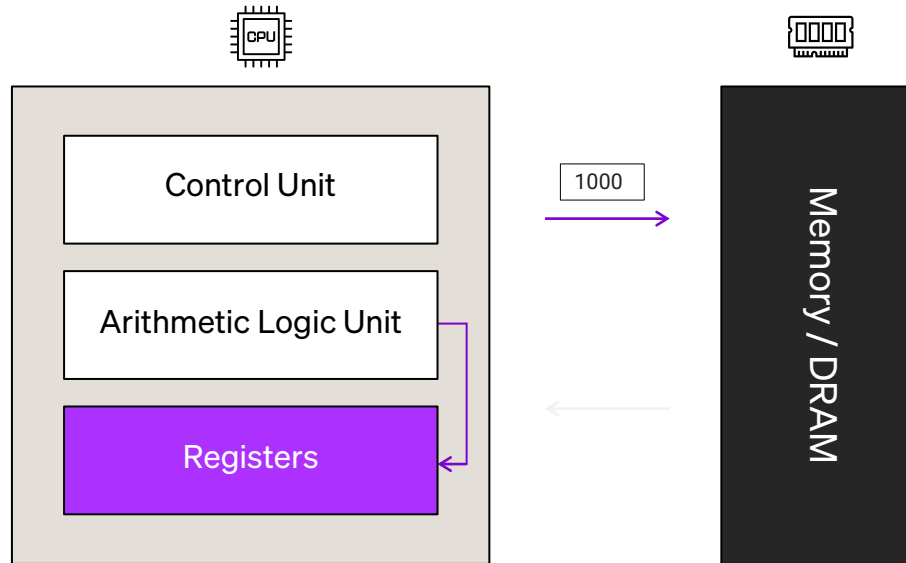 CPU
Control Unit
1000
Arithmetic Logic Unit
Registers
Memory / DRAM